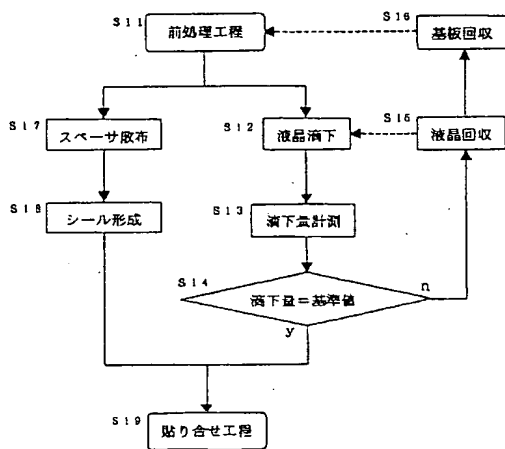 S11
前処理工程
S16
基板回収
S17
スペーサ散布
S12
液晶滴下
S15
液晶回収
S18
シール形成
S13
滴下量計測
S14
滴下量=基準値
n
y
S19
貼り合せ工程